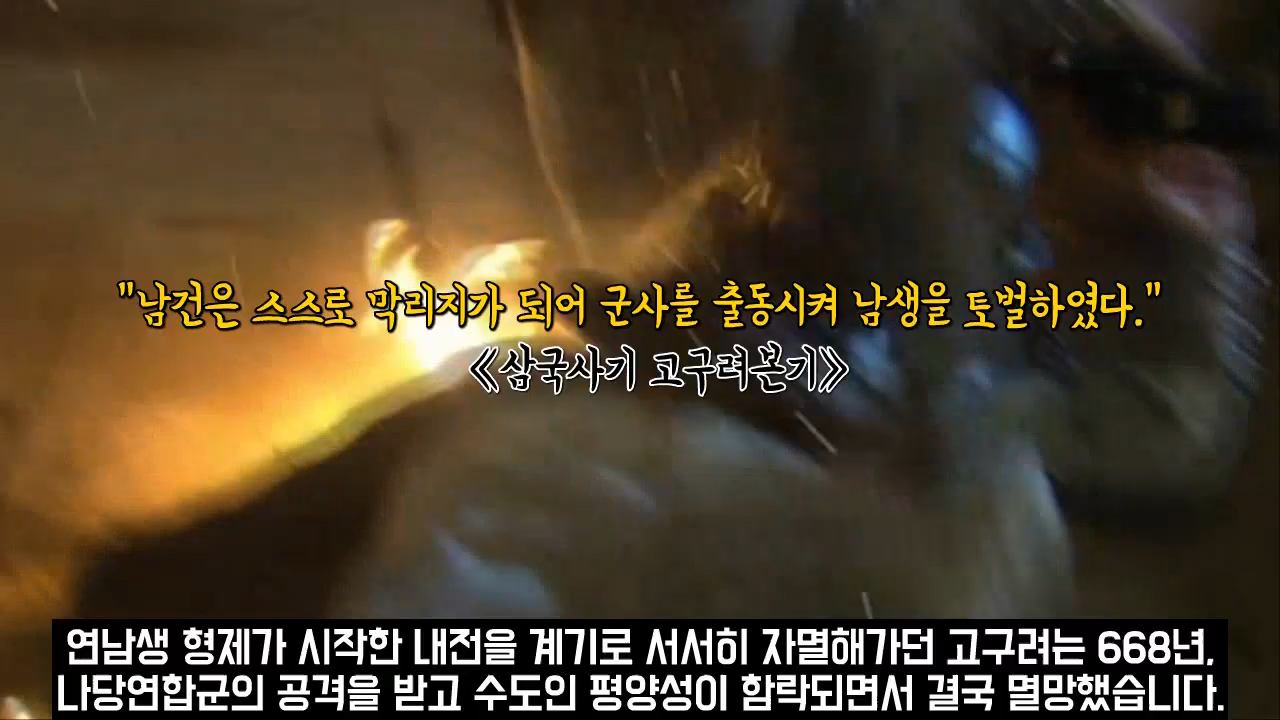 "남건은 스스로 막리지가 되어 군사를 출동시켜 남생을 토벌하였다."
《삼국사기 고구려본기》
연남생 형제가 시작한 내전을 계기로 서서히 자멸해가던 고구려는 668년,
나당연합군의 공격을 받고 수도인 평양성이 함락되면서 결국 멸망했습니다.